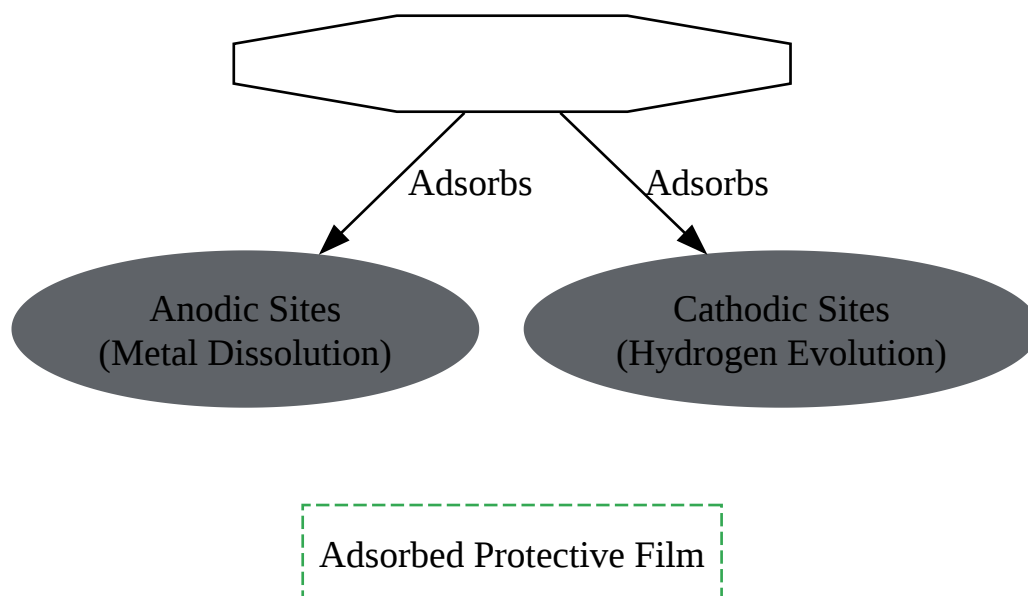 Adsorbs
Adsorbs
Anodic Sites
(Metal Dissolution)
Cathodic Sites
(Hydrogen Evolution)
Adsorbed Protective Film